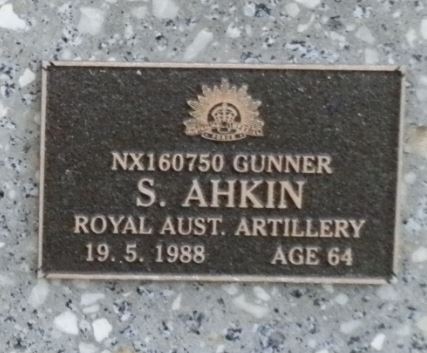 NX160750 GUNNER
S. AHKIN
ROYAL AUST. ARTILLERY
19. 5. 1988 AGE 64